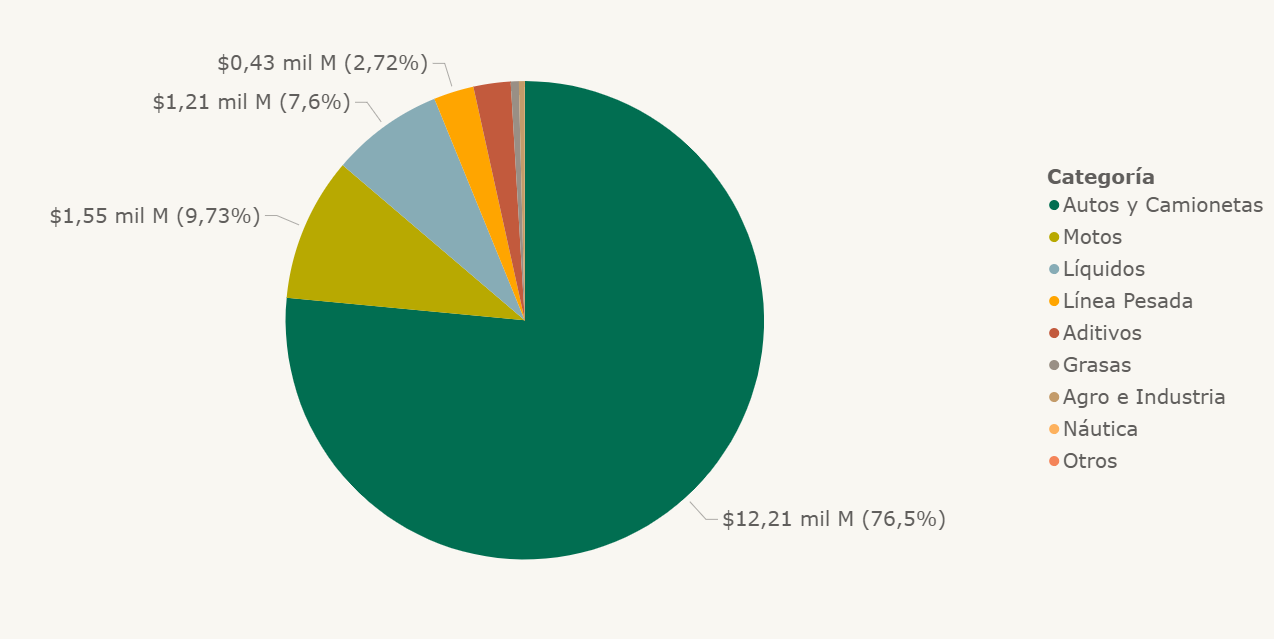 $0,43 mil M (2,72%)
$1,21 mil M (7,6%)
$1,55 mil M (9,73%)
$12,21 mil M (76,5%)
Categoría
Autos y Camionetas
Motos
Líquidos
Línea Pesada
Aditivos
Grasas
Agro e Industria
Náutica
Otros